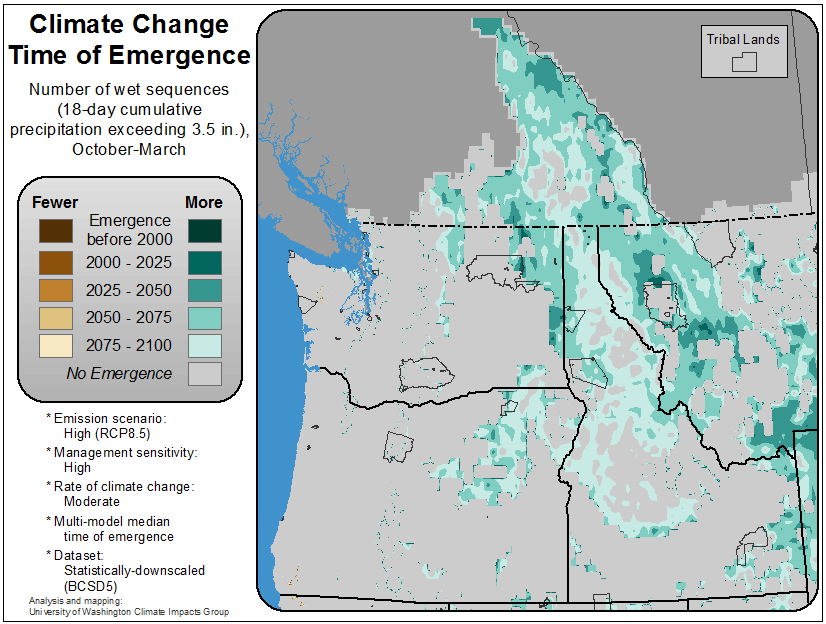 Climate Change
Time of Emergence
Number of wet sequences
(18-day cumulative
precipitation exceeding 3.5 in.),
October-March
Fewer
More
Emergence
before 2000
2000 - 2025
2025 - 2050
2050 - 2075
2075 - 2100
No Emergence
* Emission scenario:
High (RCP8.5)
* Management sensitivity:
High
* Rate of climate change:
Moderate
* Multi-model median
time of emergence
* Dataset:
Statistically-downscaled
(BCSD5)
Analysis and mapping:
University of Washington Climate Impacts Group
Tribal Lands